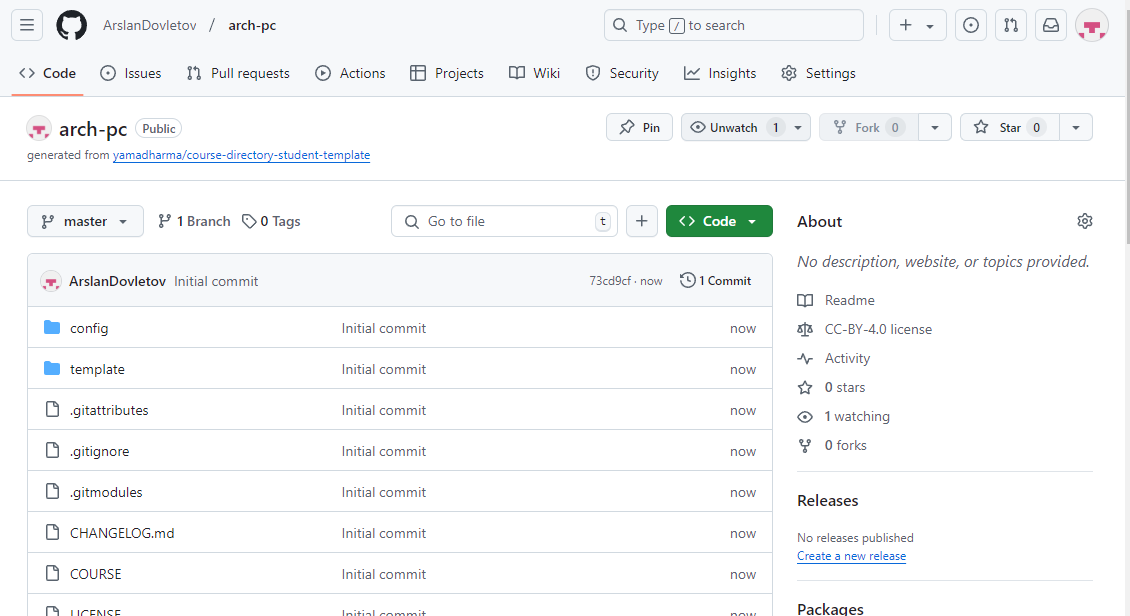 ArslanDovletov / arch-pc
Type / to search
Code Issues Pull requests Actions Projects Wiki Security Insights Settings
arch-pc Public
Pin Unwatch 1 Fork 0 Star 0
generated from yamadharma/course-directory-student-template
master 1 Branch 0 Tags Go to file t + Code
ArslanDovletov Initial commit 73cd9cf · now 1 Commit
config Initial commit now
template Initial commit now
.gitattributes Initial commit now
.gitignore Initial commit now
.gitmodules Initial commit now
CHANGELOG.md Initial commit now
COURSE Initial commit now
LICENSE Initial commit now
About
No description, website, or topics provided.
Readme
CC-BY-4.0 license
Activity
0 stars
1 watching
0 forks
Releases
No releases published
Create a new release
Packages